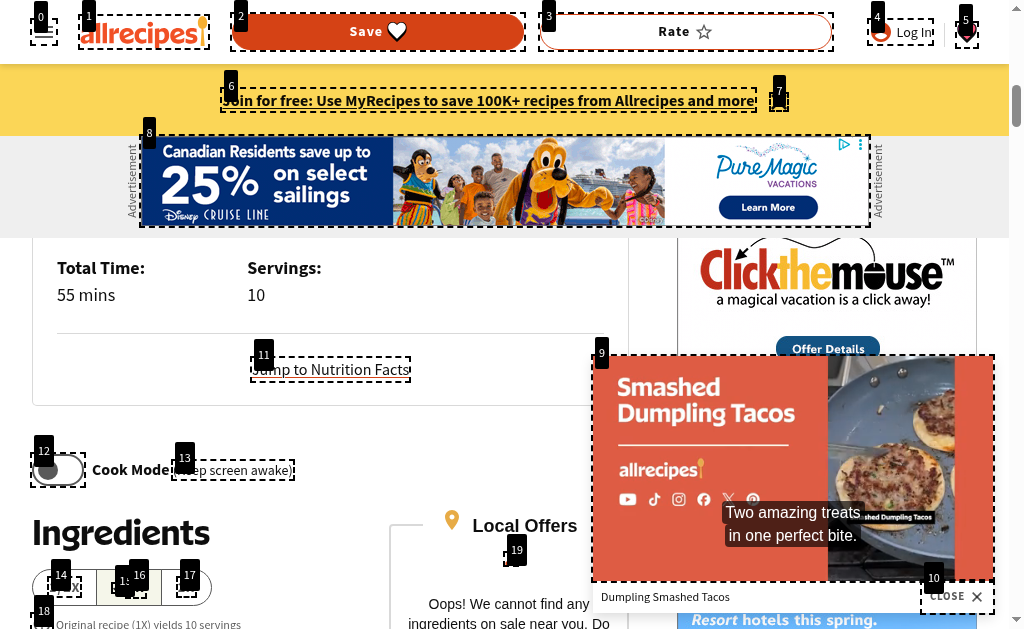 0
1
2
3
4
5
allrecipes
Save
Rate
Log In
6
7
Join for free: Use MyRecipes to save 100K+ recipes from Allrecipes and more
8
Advertisement
Canadian Residents save up to
25% on select
sailings
Disney CRUISE LINE
©Disney
PureMagic
VACATIONS
Learn More
Advertisement
Total Time:
Servings:
55 mins
10
Clickthemouse™
a magical vacation is a click away!
Offer Details
11
Jump to Nutrition Facts
9
Smashed
Dumpling Tacos
allrecipes
Smashed Dumpling Tacos
Two amazing treats
in one perfect bite.
12
13
Cook Mode (Keep screen awake)
Ingredients
Local Offers
14
16
17
19
10
Dumpling Smashed Tacos
CLOSE
18
Original recipe (1X) yields 10 servings
Oops! We cannot find any
ingredients on sale near you. Do
Resort hotels this spring.